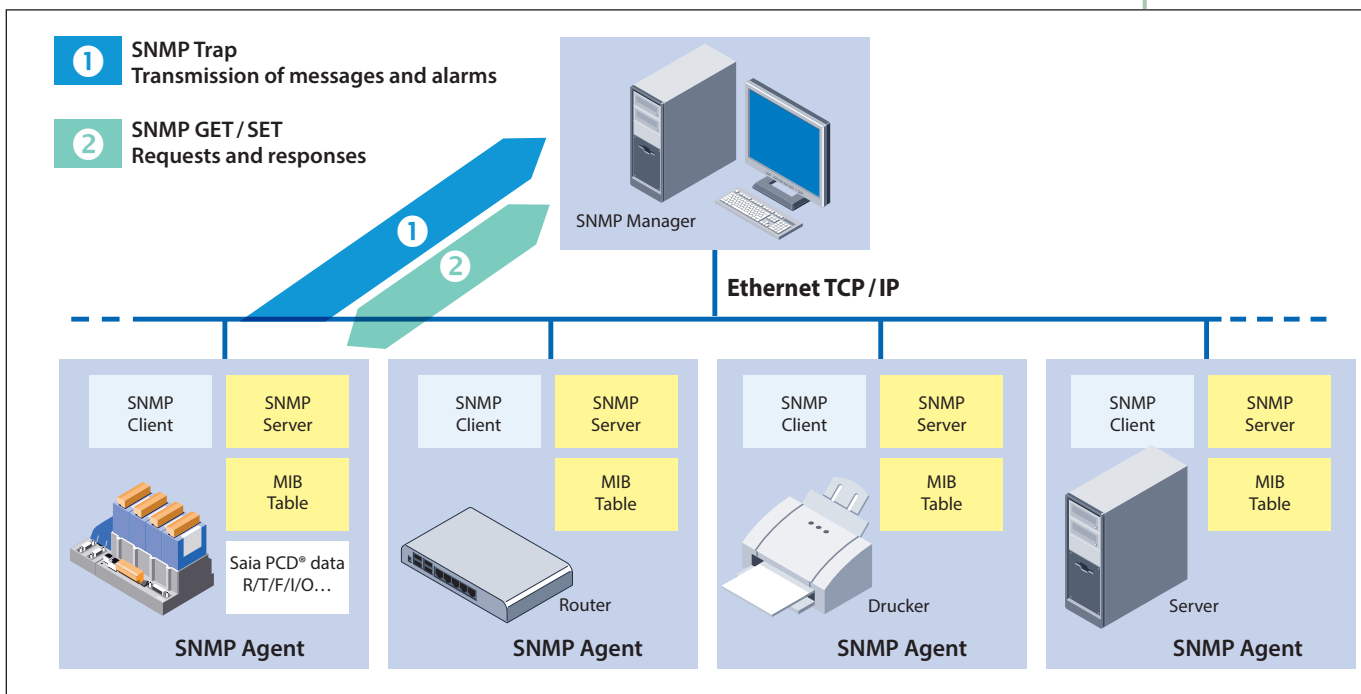 1
SNMP Trap
Transmission of messages and alarms
2
SNMP GET / SET
Requests and responses
1
2
SNMP Manager
Ethernet TCP / IP
SNMP
Client
SNMP
Server
MIB
Table
Saia PCD® data
R/T/F/I/O…
SNMP Agent
SNMP
Client
SNMP
Server
MIB
Table
Router
SNMP Agent
SNMP
Client
SNMP
Server
MIB
Table
Drucker
SNMP Agent
SNMP
Client
SNMP
Server
MIB
Table
Server
SNMP Agent